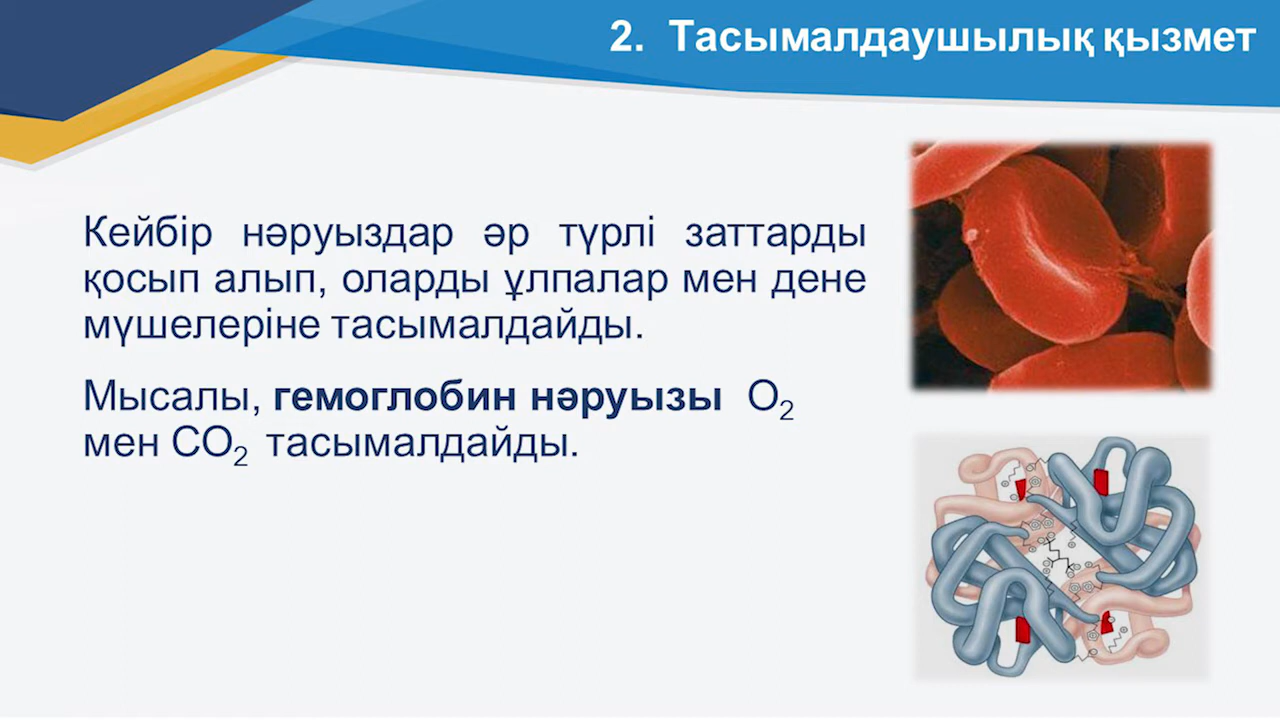 2. Тасымалдаушылық қызмет
Кейбір нәруыздар әр түрлі заттарды
қосып алып, оларды ұлпалар мен дене
мүшелеріне тасымалдайды.
Мысалы, гемоглобин нәруызы O₂
мен CO₂ тасымалдайды.